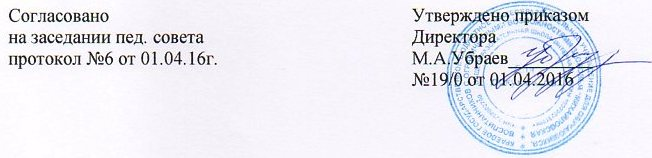 Согласовано
на заседании пед. совета
протокол №6 от 01.04.16г.
Утверждено приказом
Директора
М.А.Убраев
№19/0 от 01.04.2016